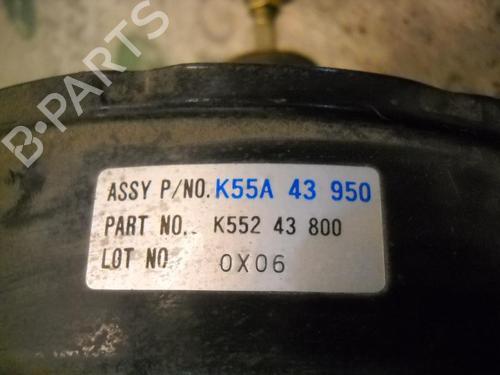 B-PARTS
ASSY P/NO. K55A 43 950
PART NO. K552 43 800
LOT NO 0X06